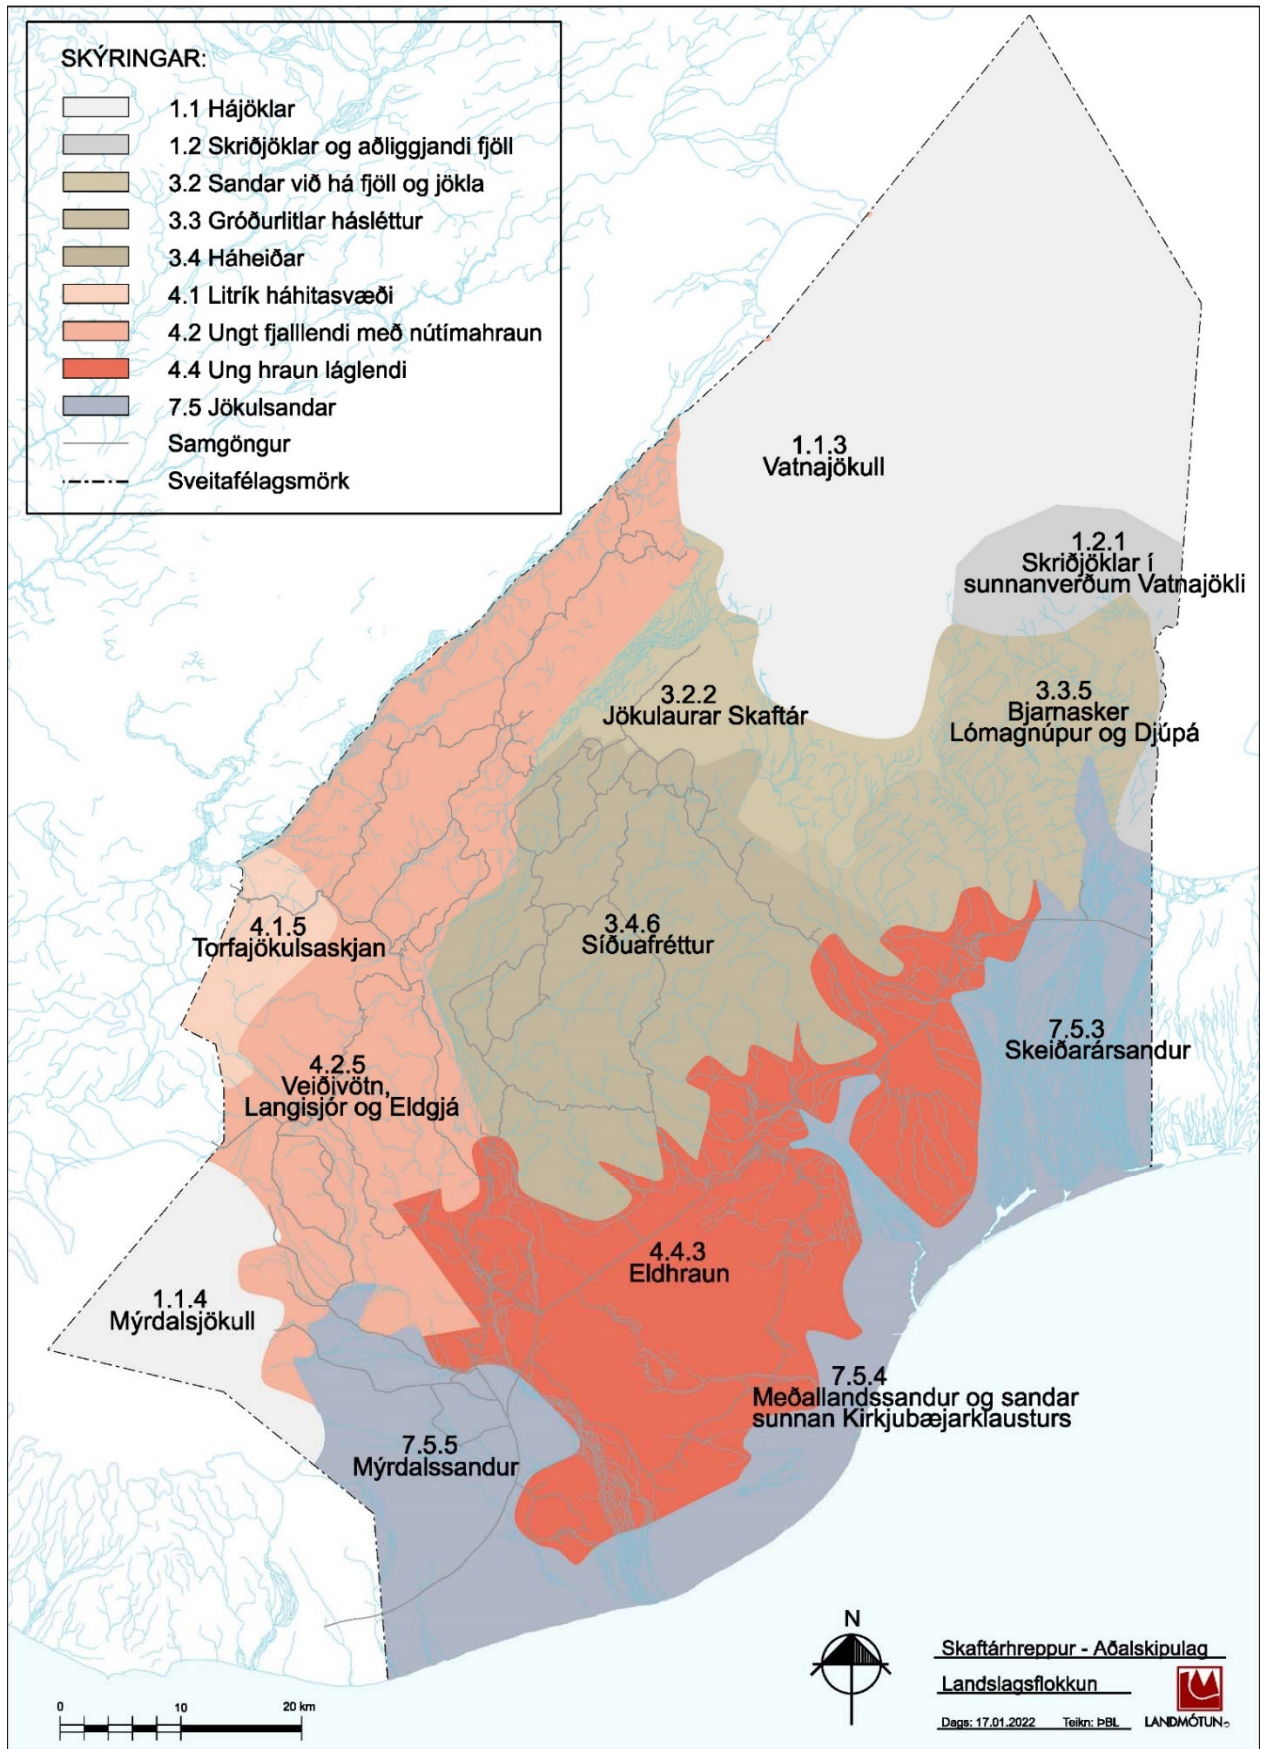 SKÝRINGAR:
1.1 Hájöklar
1.2 Skriðjöklar og aðliggjandi fjöll
3.2 Sandar við há fjöll og jökla
3.3 Gróðurlitlar hásléttur
3.4 Háheiðar
4.1 Litrík háhitasvæði
4.2 Ungt fjalllendi með nútímahraun
4.4 Ung hraun láglendi
7.5 Jökulsandar
Samgöngur
Sveitafélagsmörk
1.1.3
Vatnajökull
1.2.1
Skriðjöklar í
sunnanverðum Vatnajökli
3.2.2
Jökulaurar Skaftár
3.3.5
Bjarnasker
Lómagnúpur og Djúpá
4.1.5
Torfajökulsaskjan
3.4.6
Síðuafréttur
7.5.3
Skeiðarársandur
4.2.5
Veiðivötn,
Langisjór og Eldgjá
4.4.3
Eldhraun
1.1.4
Mýrdalsjökull
7.5.4
Meðallandssandur og sandar
sunnan Kirkjubæjarklausturs
7.5.5
Mýrdalssandur
N
0 10 20 km
Skaftárhreppur - Aðalskipulag
Landslagsflokkun
Dags: 17.01.2022 Teikn: ÞBL LANDMÓTUN